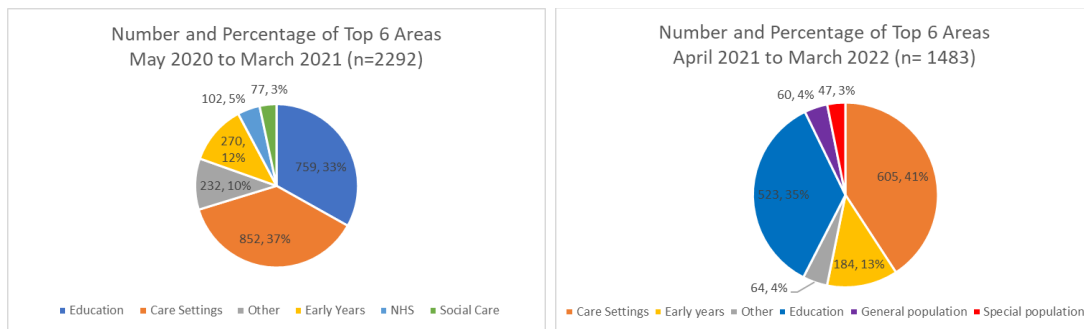 Number and Percentage of Top 6 Areas
May 2020 to March 2021 (n=2292)
77, 3%
102, 5%
270,
12%
759, 33%
232, 10%
852, 37%
Education
Care Settings
Other
Early Years
NHS
Social Care
Number and Percentage of Top 6 Areas
April 2021 to March 2022 (n= 1483)
60, 4%
47, 3%
605, 41%
523, 35%
184, 13%
64, 4%
Care Settings
Early years
Other
Education
General population
Special population